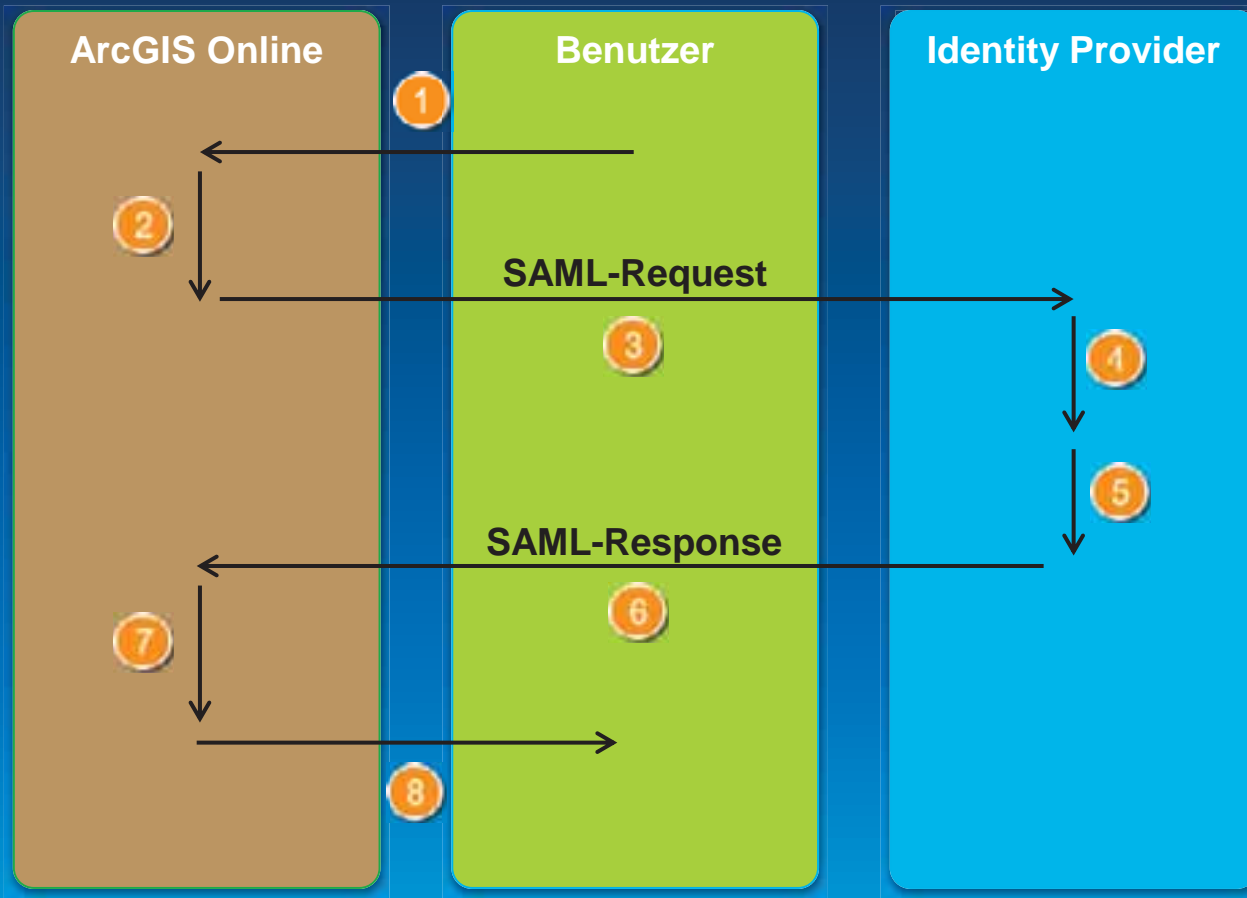 ArcGIS Online
Benutzer
Identity Provider
1
2
SAML-Request
3
4
5
SAML-Response
6
7
8